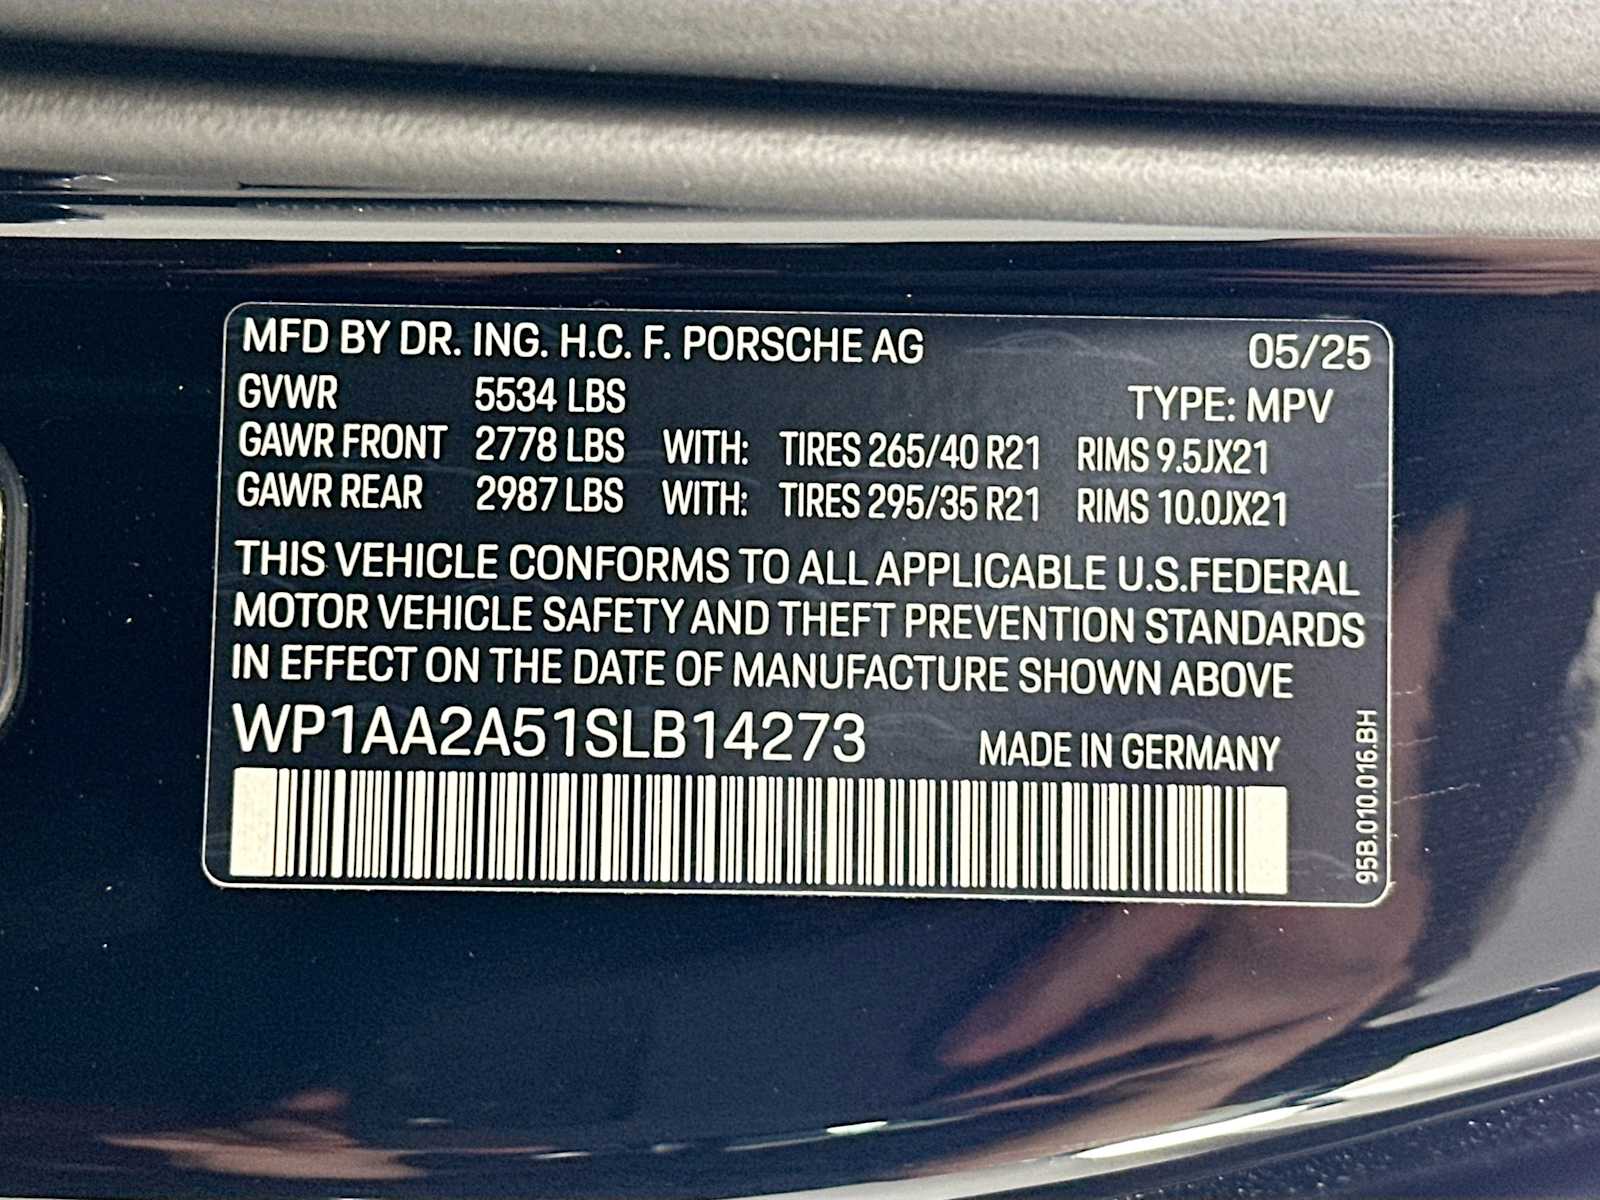 MFD BY DR. ING. H.C. F. PORSCHE AG 05/25
GVWR 5534 LBS TYPE: MPV
GAWR FRONT 2778 LBS WITH: TIRES 265/40 R21 RIMS 9.5JX21
GAWR REAR 2987 LBS WITH: TIRES 295/35 R21 RIMS 10.0JX21
THIS VEHICLE CONFORMS TO ALL APPLICABLE U.S.FEDERAL
MOTOR VEHICLE SAFETY AND THEFT PREVENTION STANDARDS
IN EFFECT ON THE DATE OF MANUFACTURE SHOWN ABOVE
WP1AA2A51SLB14273 MADE IN GERMANY
95B.010.016.BH